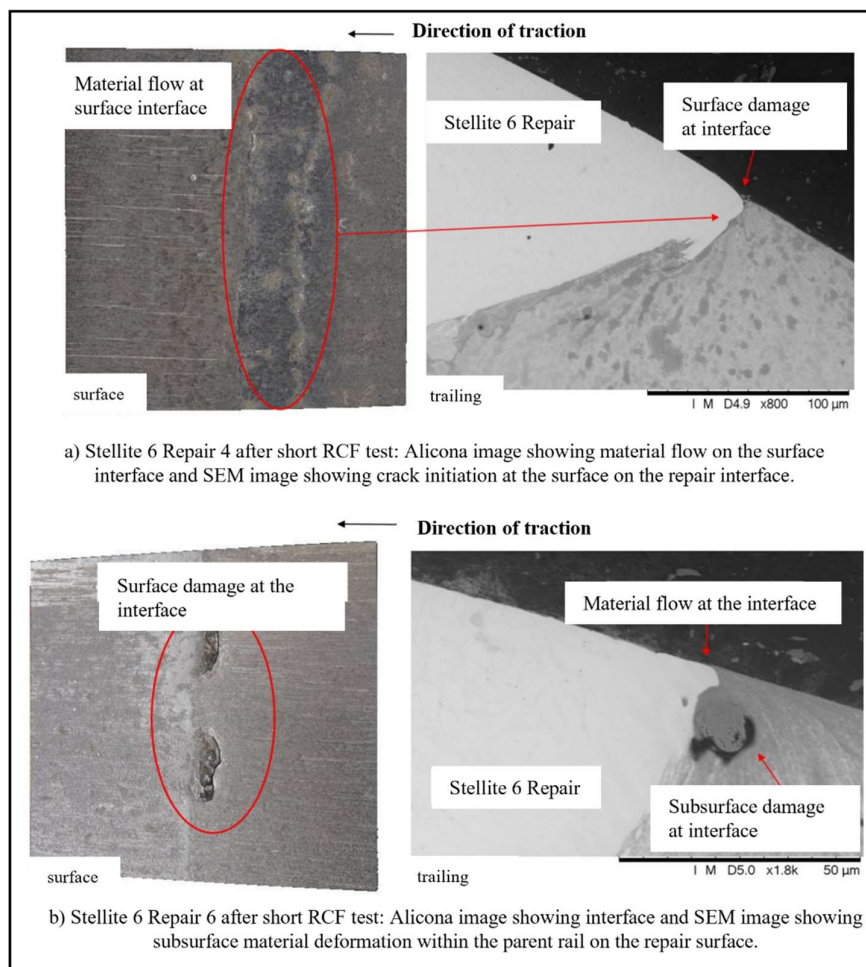 Direction of traction
Material flow at
surface interface
Stellite 6 Repair
Surface damage
at interface
surface
trailing
I M D4.9 x800 100 µm
a) Stellite 6 Repair 4 after short RCF test: Alicona image showing material flow on the surface
interface and SEM image showing crack initiation at the surface on the repair interface.
Direction of traction
Surface damage at the
interface
Material flow at the interface
Stellite 6 Repair
Subsurface damage
at interface
surface
trailing
I M D5.0 x1.8k 50 µm
b) Stellite 6 Repair 6 after short RCF test: Alicona image showing interface and SEM image showing
subsurface material deformation within the parent rail on the repair surface.